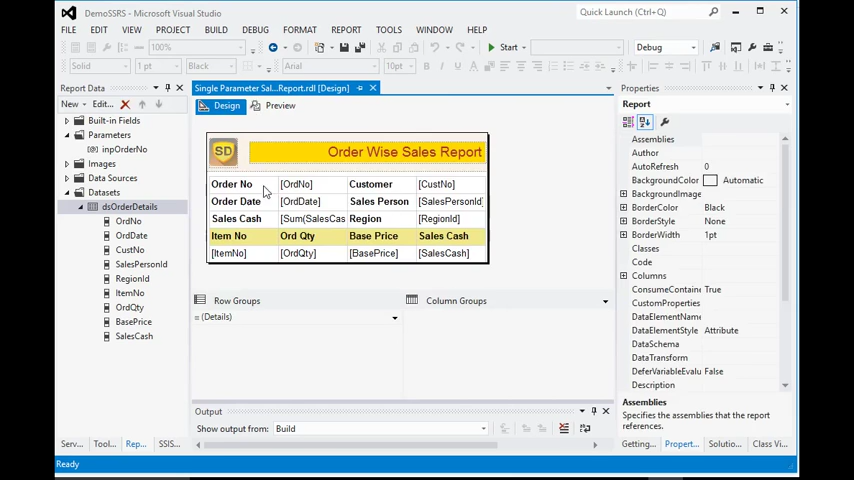 DemoSSRS - Microsoft Visual Studio
Quick Launch (Ctrl+Q)
FILE EDIT VIEW PROJECT BUILD DEBUG FORMAT REPORT TOOLS WINDOW HELP
100% Start Debug
Solid 1 pt Black Arial 10pt
Report Data
New Edit...
Built-in Fields
Parameters
inpOrderNo
Images
Data Sources
Datasets
dsOrderDetails
OrdNo
OrdDate
CustNo
SalesPersonId
RegionId
ItemNo
OrdQty
BasePrice
SalesCash
Serv... Tool... Rep... SSIS...
Single Parameter Sal...Report.rdl [Design]
Design Preview
SD Order Wise Sales Report
Order No [OrdNo] Customer [CustNo]
Order Date [OrdDate] Sales Person [SalesPersonId]
Sales Cash [Sum(SalesCas Region [RegionId]
Item No Ord Qty Base Price Sales Cash
[ItemNo] [OrdQty] [BasePrice] [SalesCash]
Row Groups Column Groups
(Details)
Output
Show output from: Build
Properties
Report
Assemblies
Author
AutoRefresh 0
BackgroundColor Automatic
BackgroundImage
BorderColor Black
BorderStyle None
BorderWidth 1pt
Classes
Code
Columns
ConsumeContaine True
CustomProperties
DataElementName
DataElementStyle Attribute
DataSchema
DataTransform
DeferVariableEvalu False
Description
Assemblies
Specifies the assemblies the report
references.
Getting... Propert... Solutio... Class Vi...
Ready